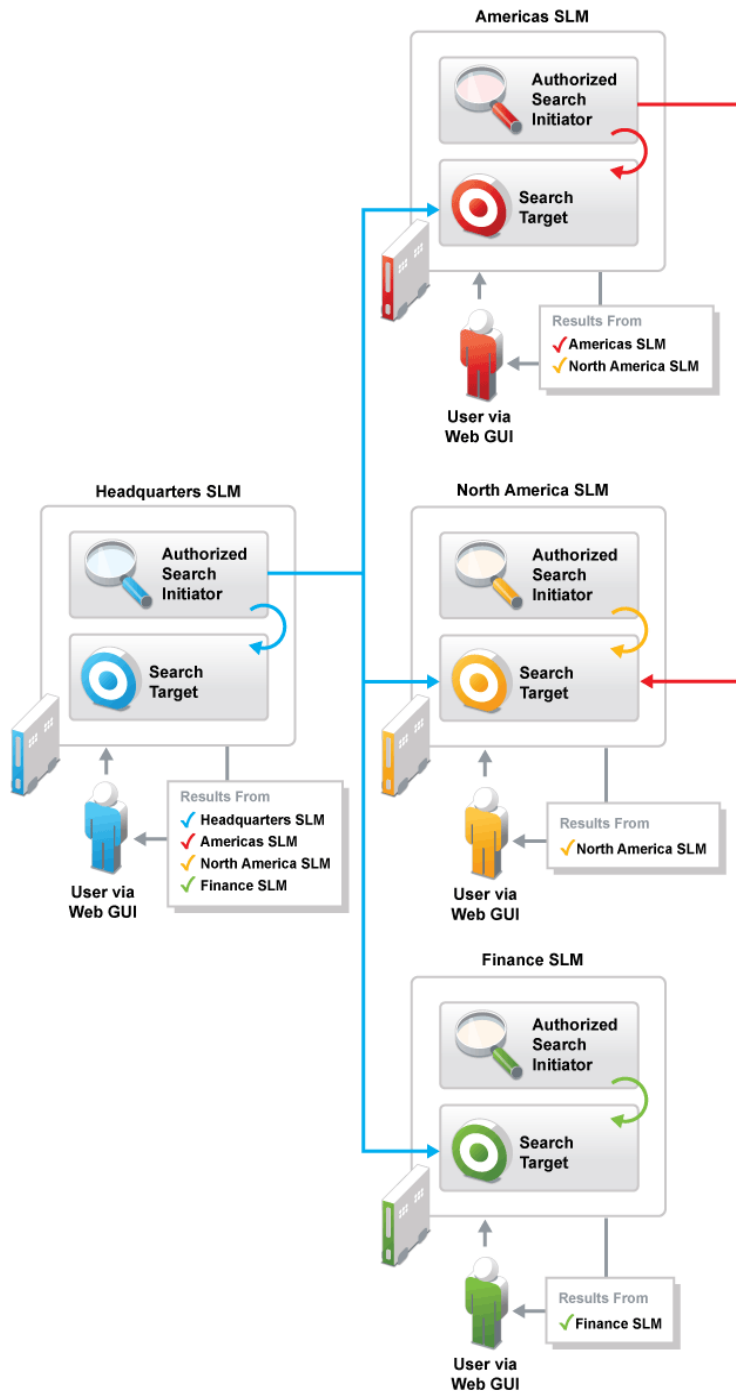 Americas SLM
Authorized
Search
Initiator
Search
Target
Results From
Americas SLM
North America SLM
User via
Web GUI
Headquarters SLM
Authorized
Search
Initiator
Search
Target
Results From
Headquarters SLM
Americas SLM
North America SLM
Finance SLM
User via
Web GUI
North America SLM
Authorized
Search
Initiator
Search
Target
Results From
North America SLM
User via
Web GUI
Finance SLM
Authorized
Search
Initiator
Search
Target
Results From
Finance SLM
User via
Web GUI